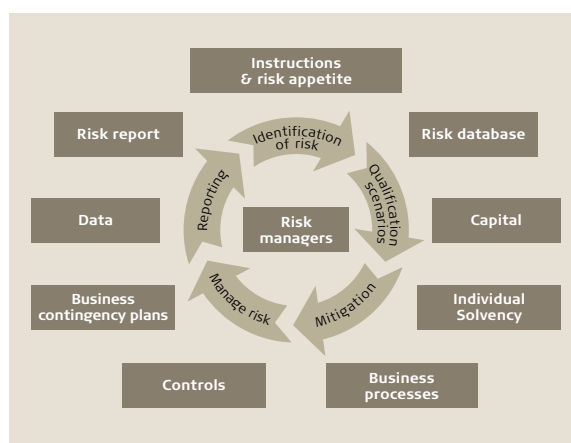 Instructions
& risk appetite
Risk report
Identification
of risk
Risk database
Reporting
Qualification
scenarios
Data
Risk
managers
Capital
Business
contingency plans
Manage risk
Mitigation
Individual
Solvency
Controls
Business
processes